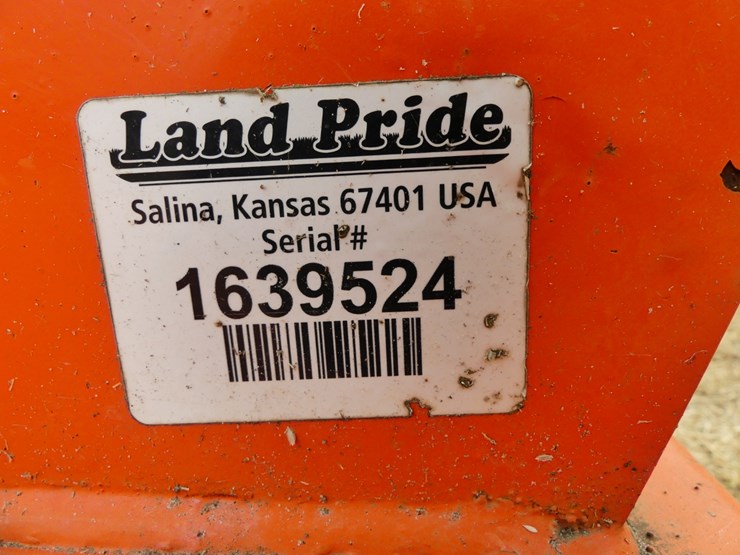 Land Pride
Salina, Kansas 67401 USA
Serial #
1639524